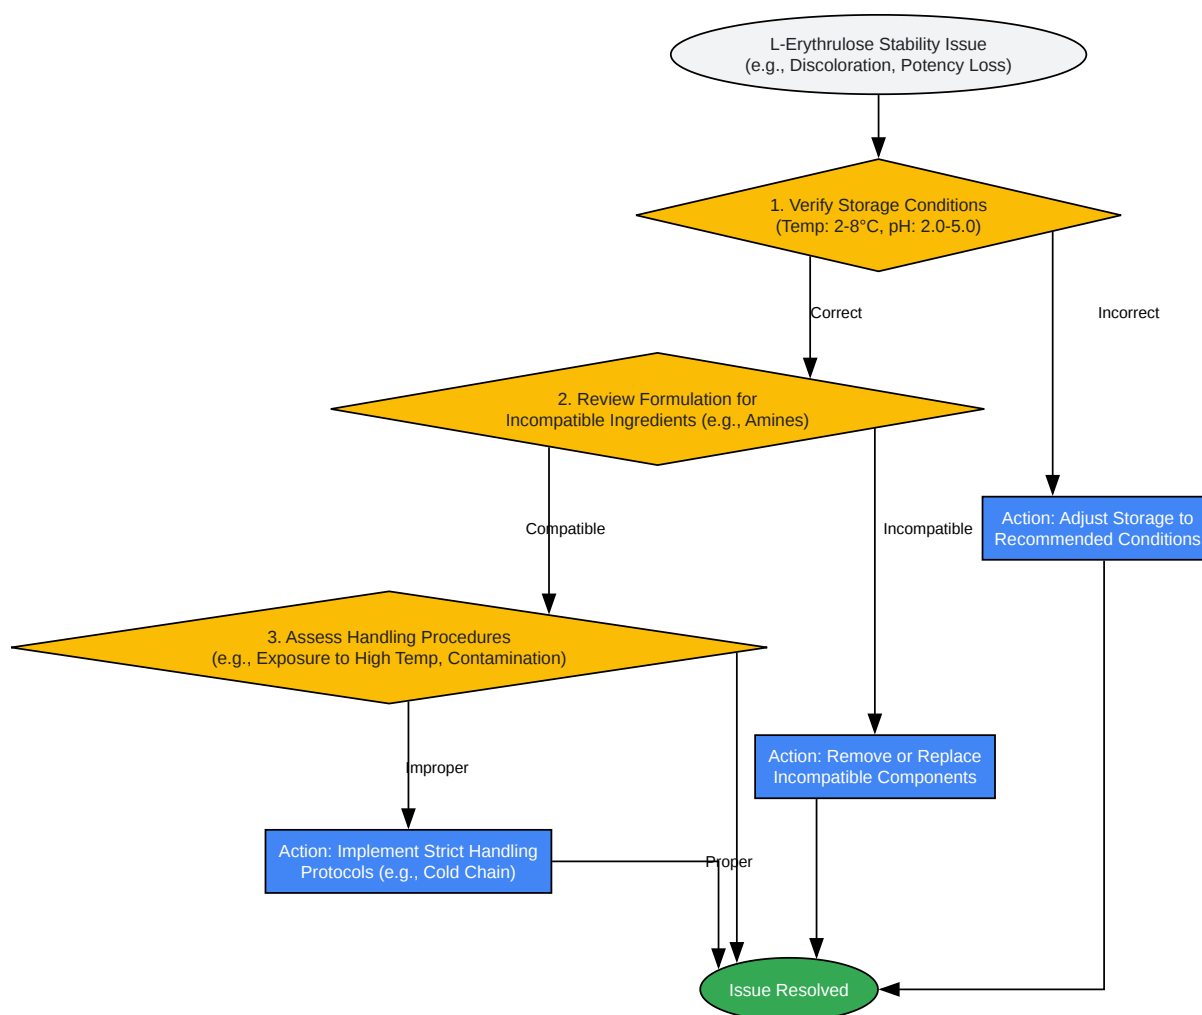 L-Erythrulose Stability Issue
(e.g., Discoloration, Potency Loss)
1. Verify Storage Conditions
(Temp: 2-8°C, pH: 2.0-5.0)
Correct
Incorrect
2. Review Formulation for
Incompatible Ingredients (e.g., Amines)
Compatible
Incompatible
Action: Adjust Storage to
Recommended Conditions
3. Assess Handling Procedures
(e.g., Exposure to High Temp, Contamination)
Improper
Action: Remove or Replace
Incompatible Components
Action: Implement Strict Handling
Protocols (e.g., Cold Chain)
Proper
Issue Resolved